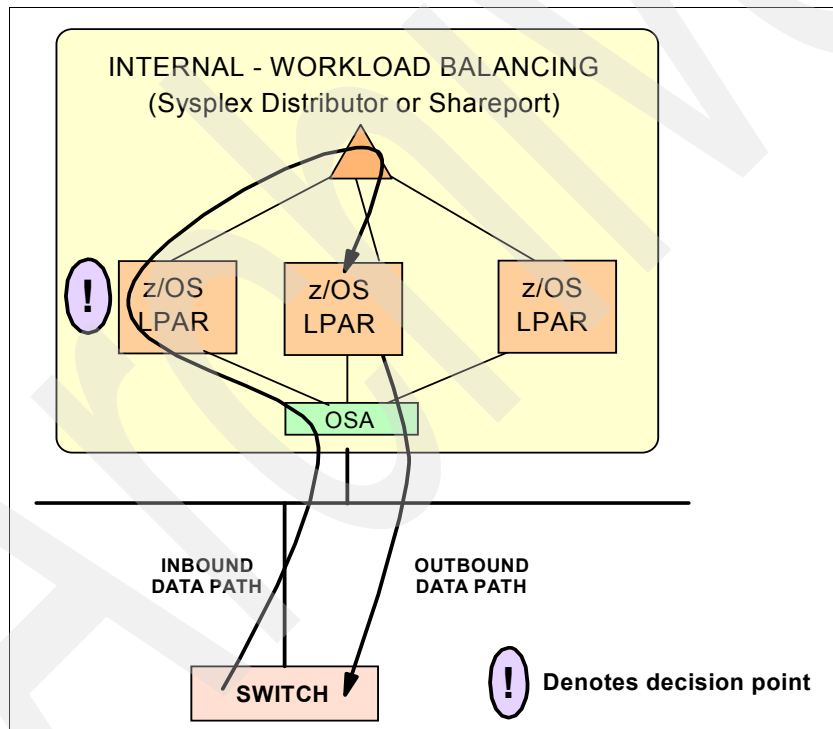 INTERNAL - WORKLOAD BALANCING
(Sysplex Distributor or Shareport)
!
z/OS
LPAR
z/OS
LPAR
z/OS
LPAR
OSA
INBOUND
DATA PATH
OUTBOUND
DATA PATH
SWITCH
!
Denotes decision point